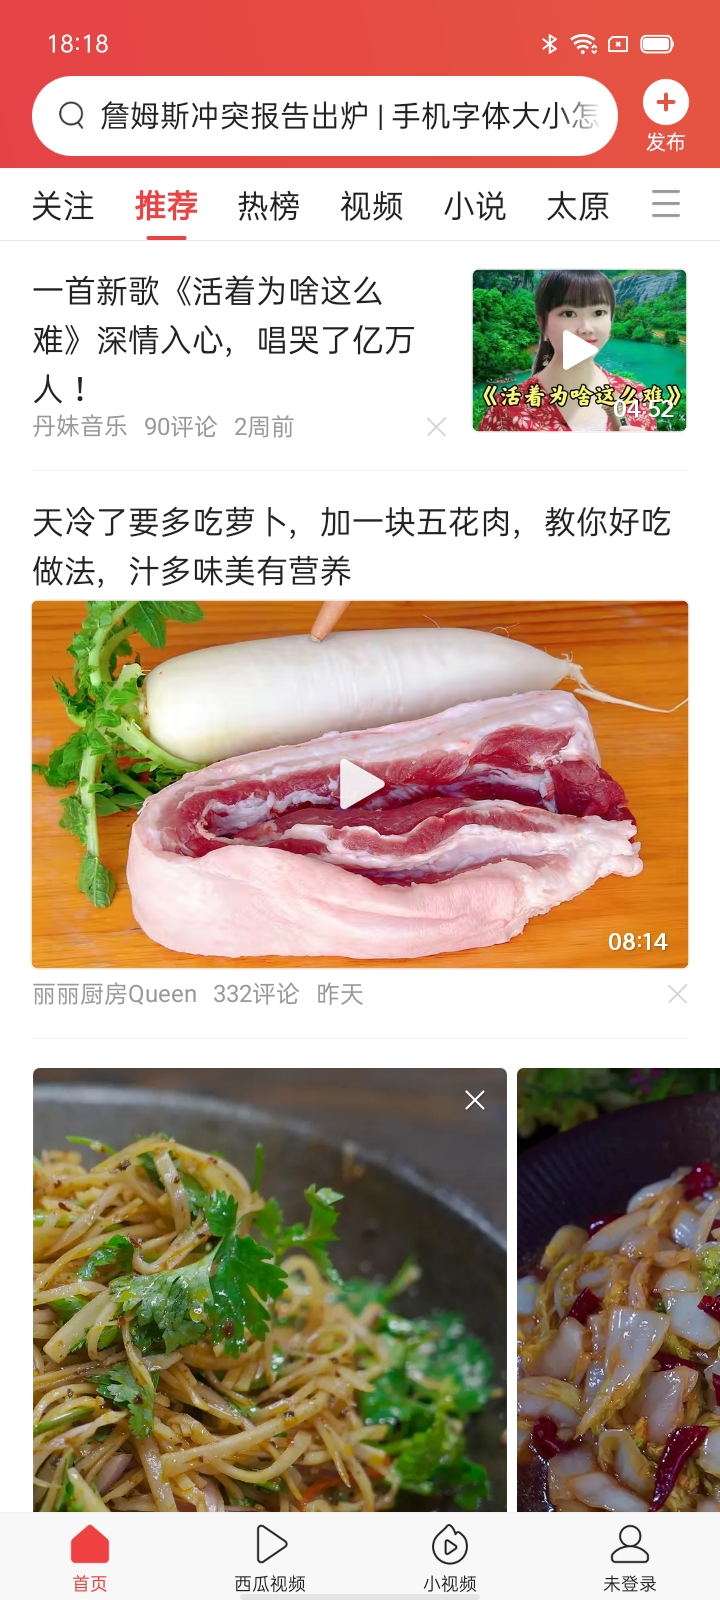 18:18
詹姆斯冲突报告出炉 | 手机字体大小怎
发布
关注 推荐 热榜 视频 小说 太原
一首新歌《活着为啥这么
难》深情入心，唱哭了亿万
人！
丹妹音乐 90评论 2周前
《活着为啥这么难》
04:52
天冷了要多吃萝卜，加一块五花肉，教你好吃
做法，汁多味美有营养
08:14
丽丽厨房Queen 332评论 昨天
首页 西瓜视频 小视频 未登录